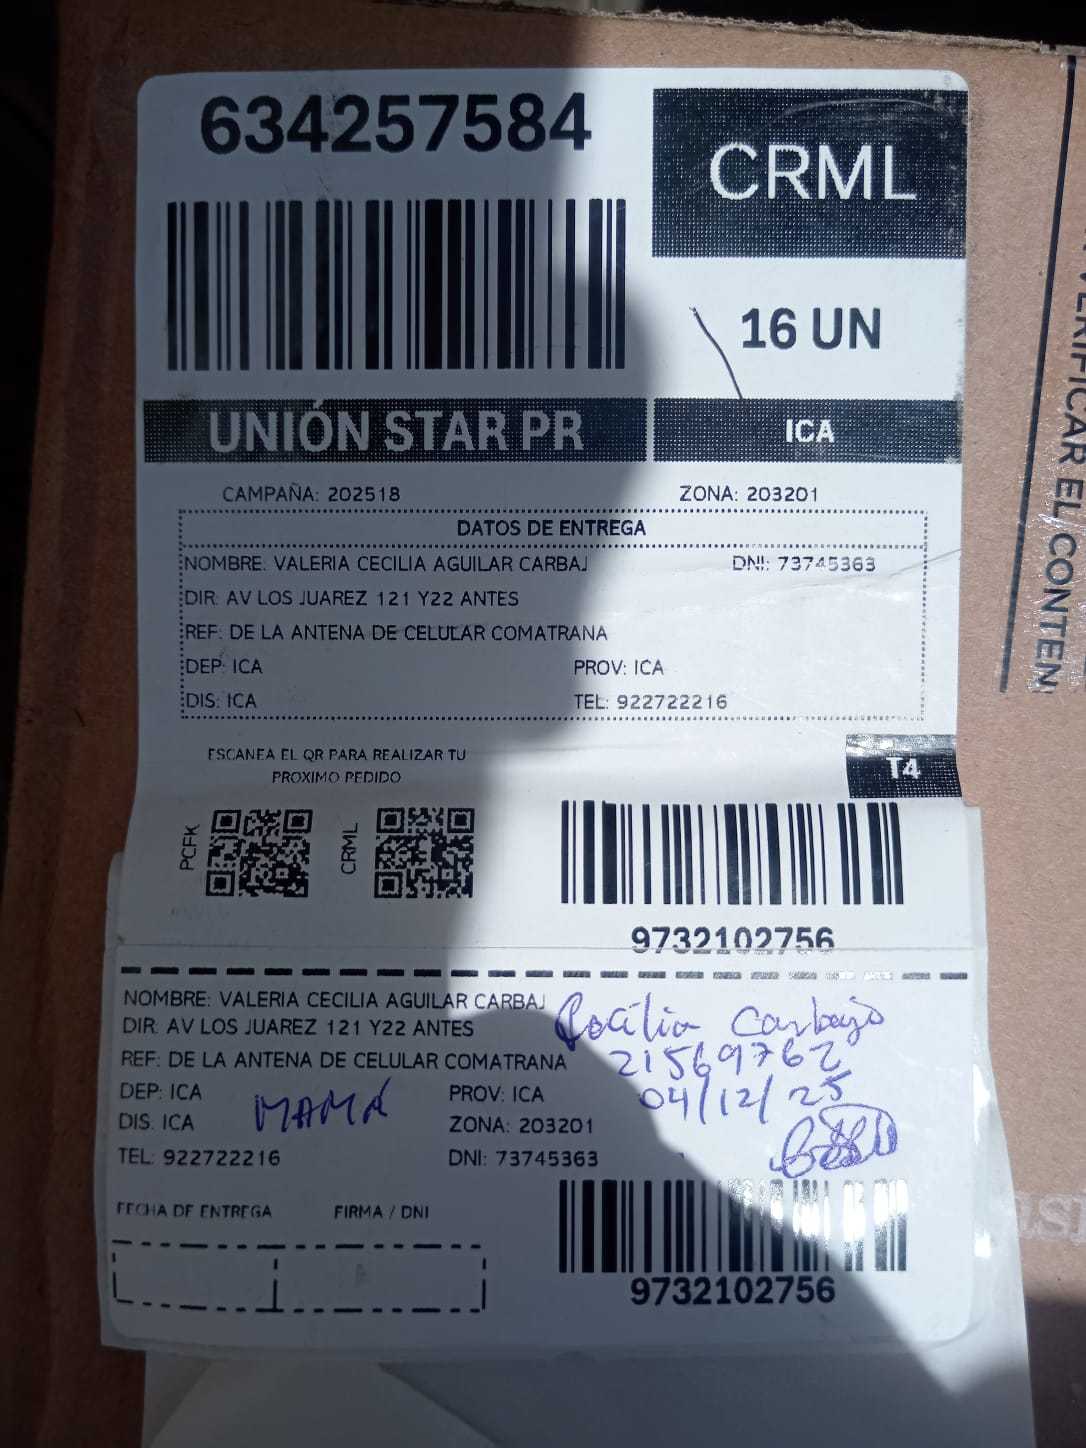 634257584
CRML
16 UN
UNIÓN STAR PR
ICA
CAMPAÑA: 202518
ZONA: 203201
DATOS DE ENTREGA
NOMBRE: VALERIA CECILIA AGUILAR CARBAJ
DNI: 73745363
DIR: AV LOS JUAREZ 121 Y22 ANTES
REF: DE LA ANTENA DE CELULAR COMATRANA
DEP: ICA
PROV: ICA
DIS: ICA
TEL: 922722216
ESCANEA EL QR PARA REALIZAR TU
PROXIMO PEDIDO
T4
PCFK
CRML
9732102756
NOMBRE: VALERIA CECILIA AGUILAR CARBAJ
DIR: AV LOS JUAREZ 121 Y22 ANTES
REF: DE LA ANTENA DE CELULAR COMATRANA
DEP: ICA
PROV: ICA
DIS. ICA
ZONA: 203201
TEL: 922722216
DNI: 73745363
MAMÁ
Carbajo
21569762
04/12/25
FECHA DE ENTREGA
FIRMA / DNI
9732102756
VERIFICAR EL CONTEN